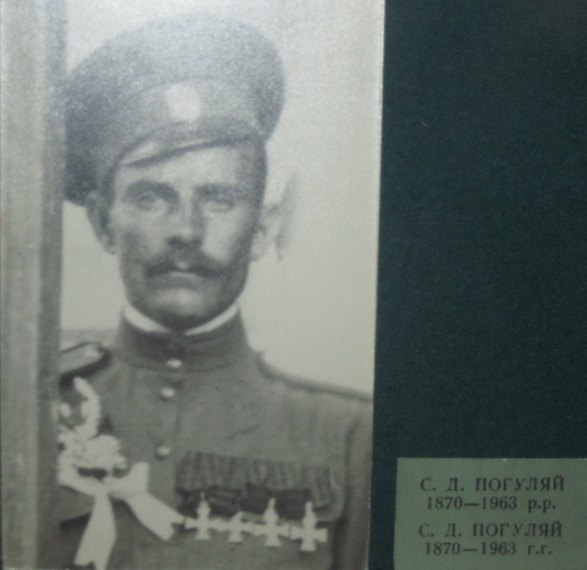 С. Д. ПОГУЛЯЙ
1870—1963 р.р.
С. Д. ПОГУЛЯЙ
1870—1963 г.г.